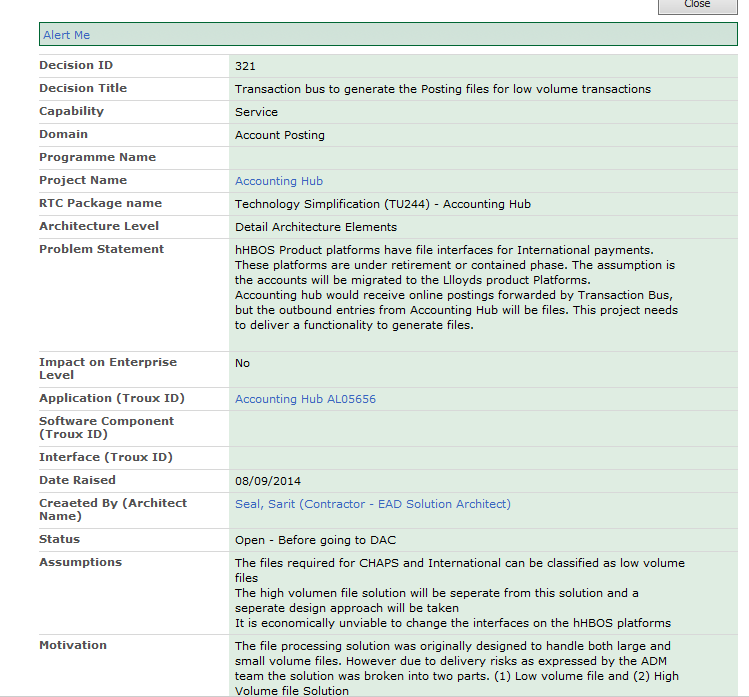 Close
Alert Me
Decision ID 321
Decision Title Transaction bus to generate the Posting files for low volume transactions
Capability Service
Domain Account Posting
Programme Name
Project Name Accounting Hub
RTC Package name Technology Simplification (TU244) - Accounting Hub
Architecture Level Detail Architecture Elements
Problem Statement hHBOS Product platforms have file interfaces for International payments.
These platforms are under retirement or contained phase. The assumption is
the accounts will be migrated to the Llloyds product Platforms.
Accounting hub would receive online postings forwarded by Transaction Bus,
but the outbound entries from Accounting Hub will be files. This project needs
to deliver a functionality to generate files.
Impact on Enterprise No
Level
Application (Troux ID) Accounting Hub AL05656
Software Component
(Troux ID)
Interface (Troux ID)
Date Raised 08/09/2014
Creaeted By (Architect Seal, Sarit (Contractor - EAD Solution Architect)
Name)
Status Open - Before going to DAC
Assumptions The files required for CHAPS and International can be classified as low volume
files
The high volumen file solution will be seperate from this solution and a
seperate design approach will be taken
It is economically unviable to change the interfaces on the hHBOS platforms
Motivation The file processing solution was originally designed to handle both large and
small volume files. However due to delivery risks as expressed by the ADM
team the solution was broken into two parts. (1) Low volume file and (2) High
Volume file Solution